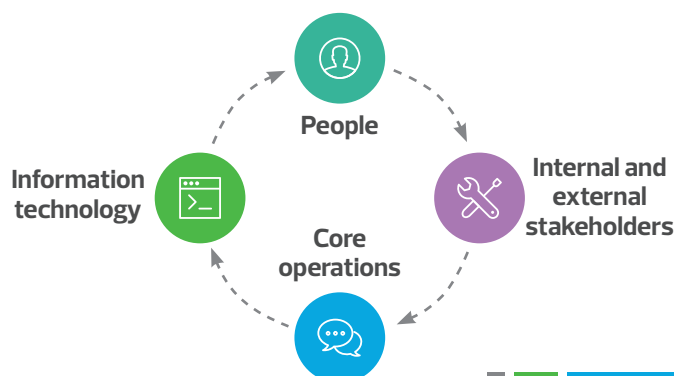 People
Information
technology
Internal and
external
stakeholders
Core
operations